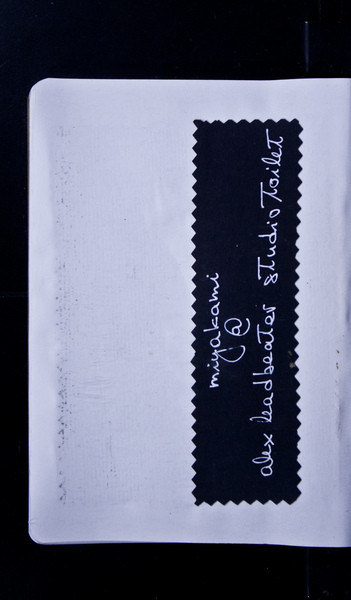 miyakami
@
alex leadbeater studio toilet